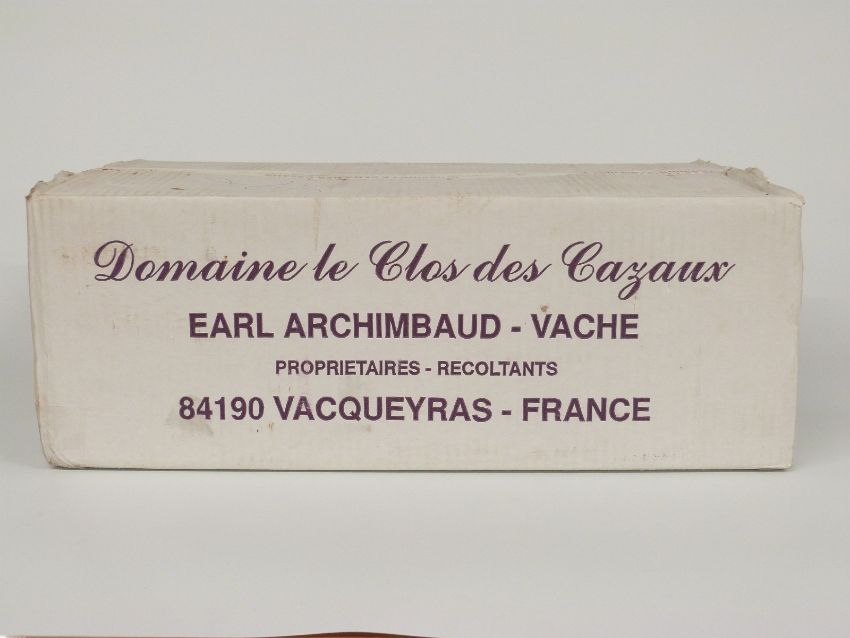 Domaine le Clos des Cazaux
EARL ARCHIMBAUD - VACHE
PROPRIETAIRES - RECOLTANTS
84190 VACQUEYRAS - FRANCE